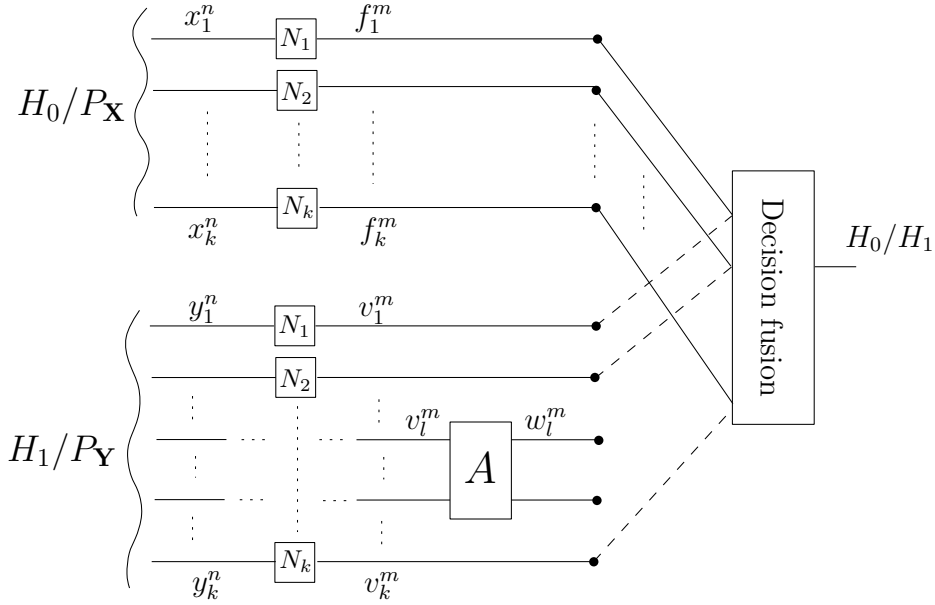 x_1^n N_1 f_1^m
N_2
H_0/P_X
x_k^n N_k f_k^m
Decision fusion
H_0/H_1
y_1^n N_1 v_1^m
N_2
v_l^m A w_l^m
H_1/P_Y
y_k^n N_k v_k^m